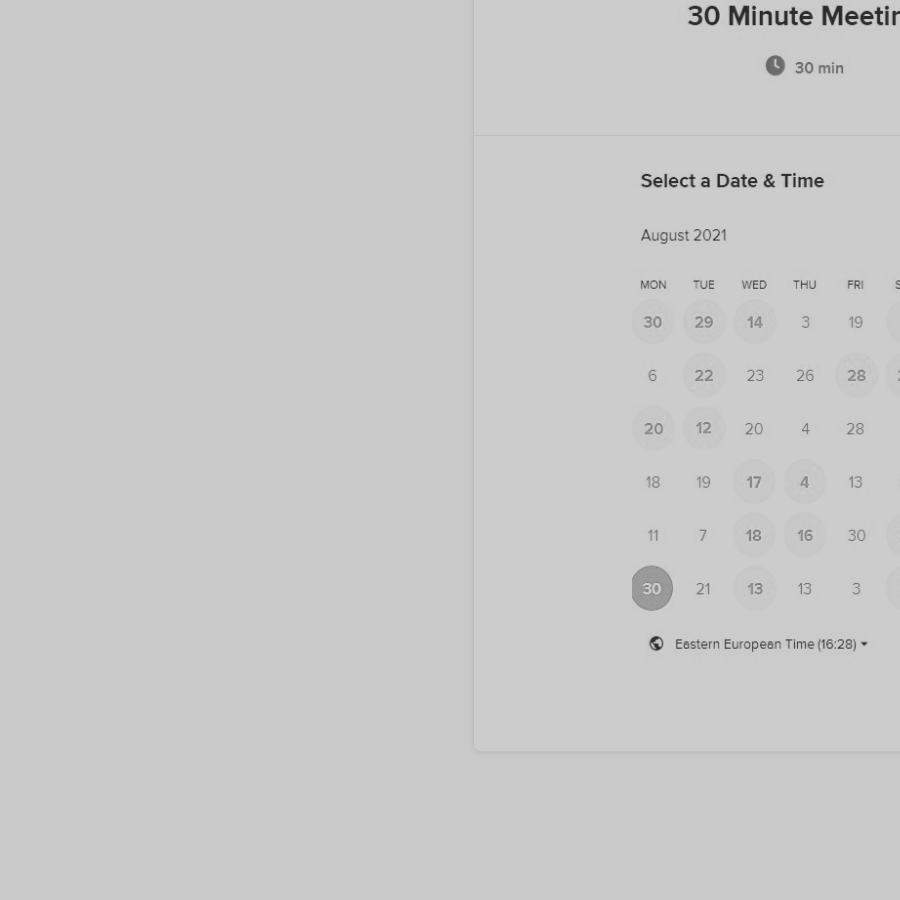 30 Minute
30 min
Select a Date & Time
August 2021
MON TUE WED THU FRI
30 29 14 3 19
6 22 23 26 28
20 12 20 4 28
18 19 17 4 13
11 7 18 16 30
30 21 13 13 3
Eastern European Time (16:28)